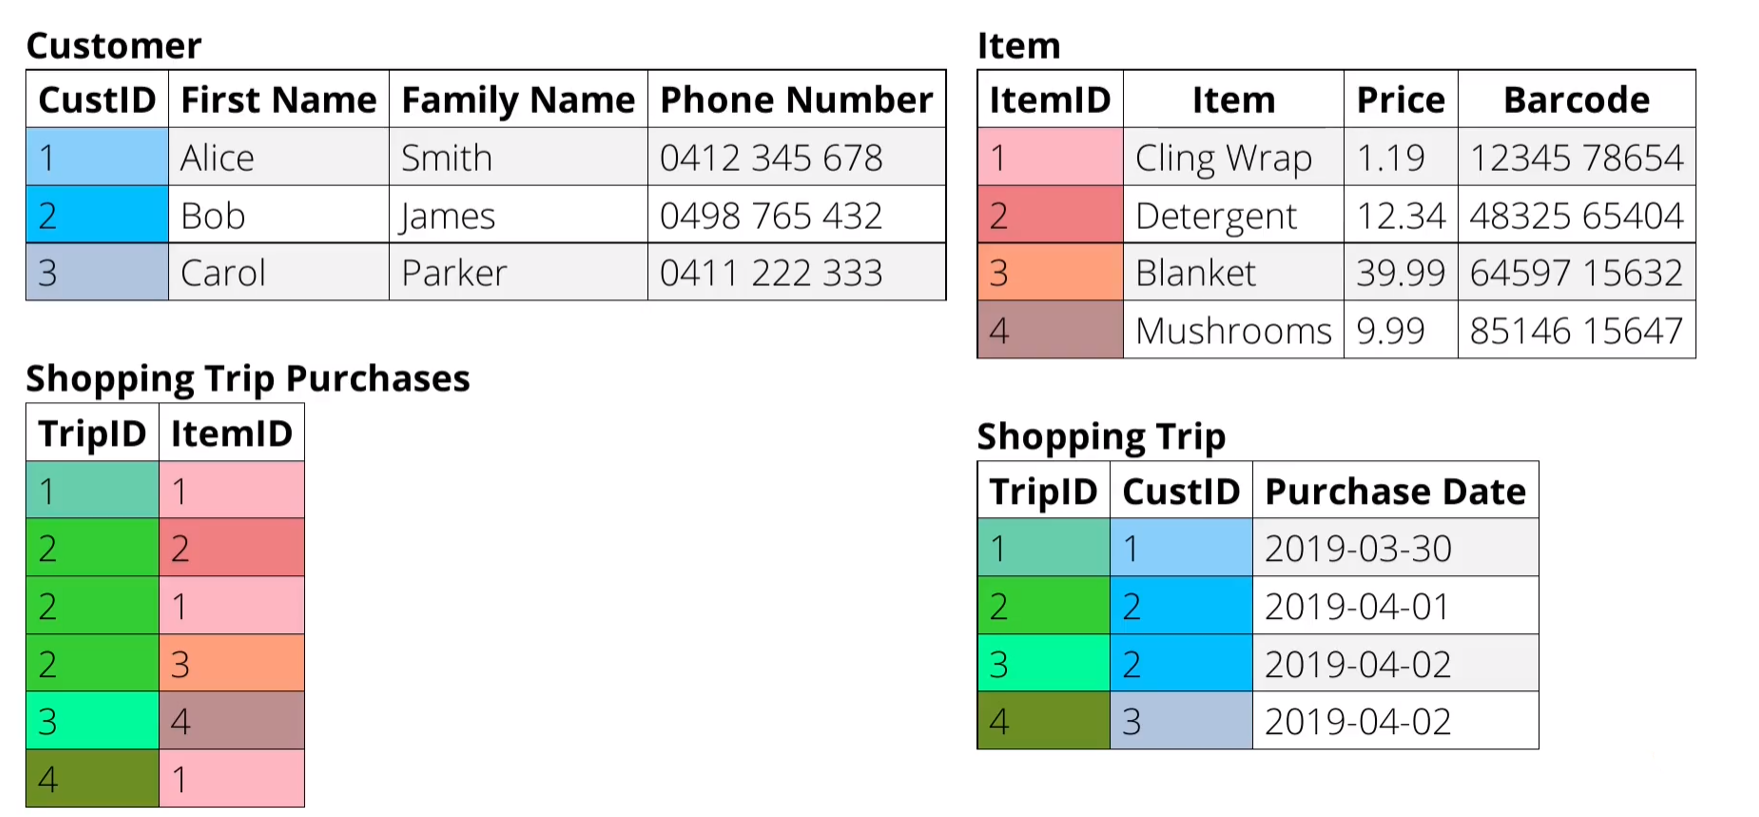 Customer
CustID First Name Family Name Phone Number
1 Alice Smith 0412 345 678
2 Bob James 0498 765 432
3 Carol Parker 0411 222 333
Item
ItemID Item Price Barcode
1 Cling Wrap 1.19 12345 78654
2 Detergent 12.34 48325 65404
3 Blanket 39.99 64597 15632
4 Mushrooms 9.99 85146 15647
Shopping Trip Purchases
TripID ItemID
1 1
2 2
2 1
2 3
3 4
4 1
Shopping Trip
TripID CustID Purchase Date
1 1 2019-03-30
2 2 2019-04-01
3 2 2019-04-02
4 3 2019-04-02